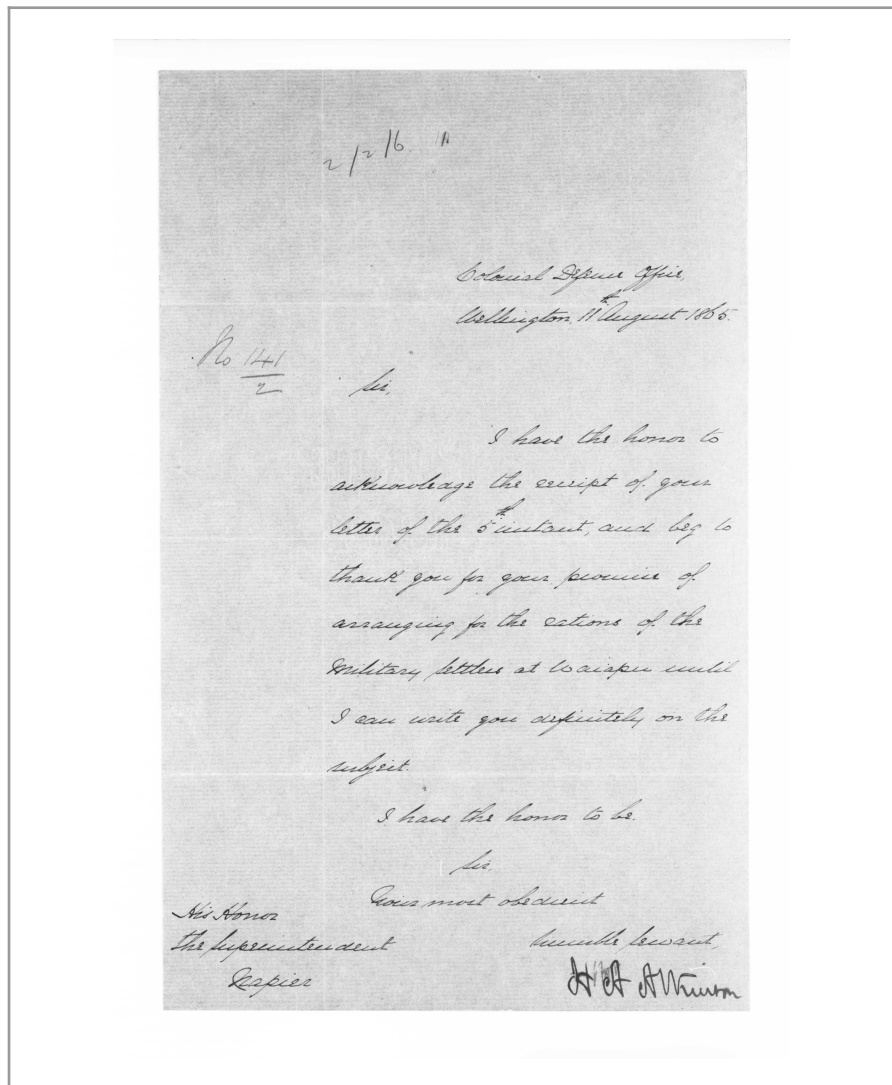 2/2/6
Colonial Defence Office,
Wellington, 11th August 1865.
No 141
2
Sir,
I have the honor to
acknowledge the receipt of your
letter of the 5th instant, and beg to
thank you for your promise of
arranging for the rations of the
Military Settlers at Waiapu until
I can write you definitely on the
subject.
I have the honor to be.
Sir.
Your most obedient
humble servant,
His Honor
the Superintendent
Napier
H A Atkinson